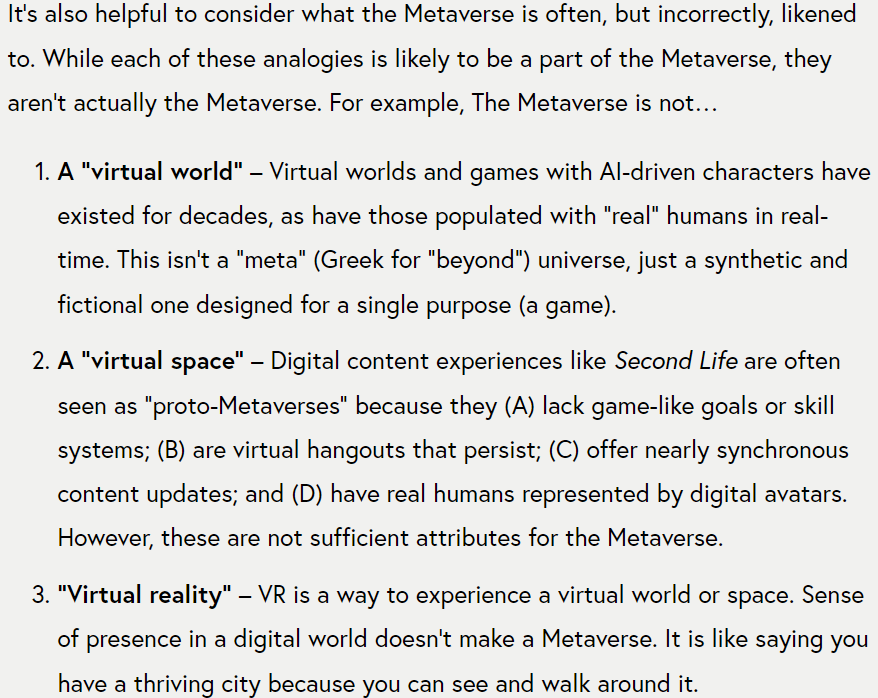 It's also helpful to consider what the Metaverse is often, but incorrectly, likened
to. While each of these analogies is likely to be a part of the Metaverse, they
aren't actually the Metaverse. For example, The Metaverse is not…
1. A "virtual world" – Virtual worlds and games with AI-driven characters have
existed for decades, as have those populated with "real" humans in real-
time. This isn't a "meta" (Greek for "beyond") universe, just a synthetic and
fictional one designed for a single purpose (a game).
2. A "virtual space" – Digital content experiences like Second Life are often
seen as "proto-Metaverses" because they (A) lack game-like goals or skill
systems; (B) are virtual hangouts that persist; (C) offer nearly synchronous
content updates; and (D) have real humans represented by digital avatars.
However, these are not sufficient attributes for the Metaverse.
3. "Virtual reality" – VR is a way to experience a virtual world or space. Sense
of presence in a digital world doesn't make a Metaverse. It is like saying you
have a thriving city because you can see and walk around it.